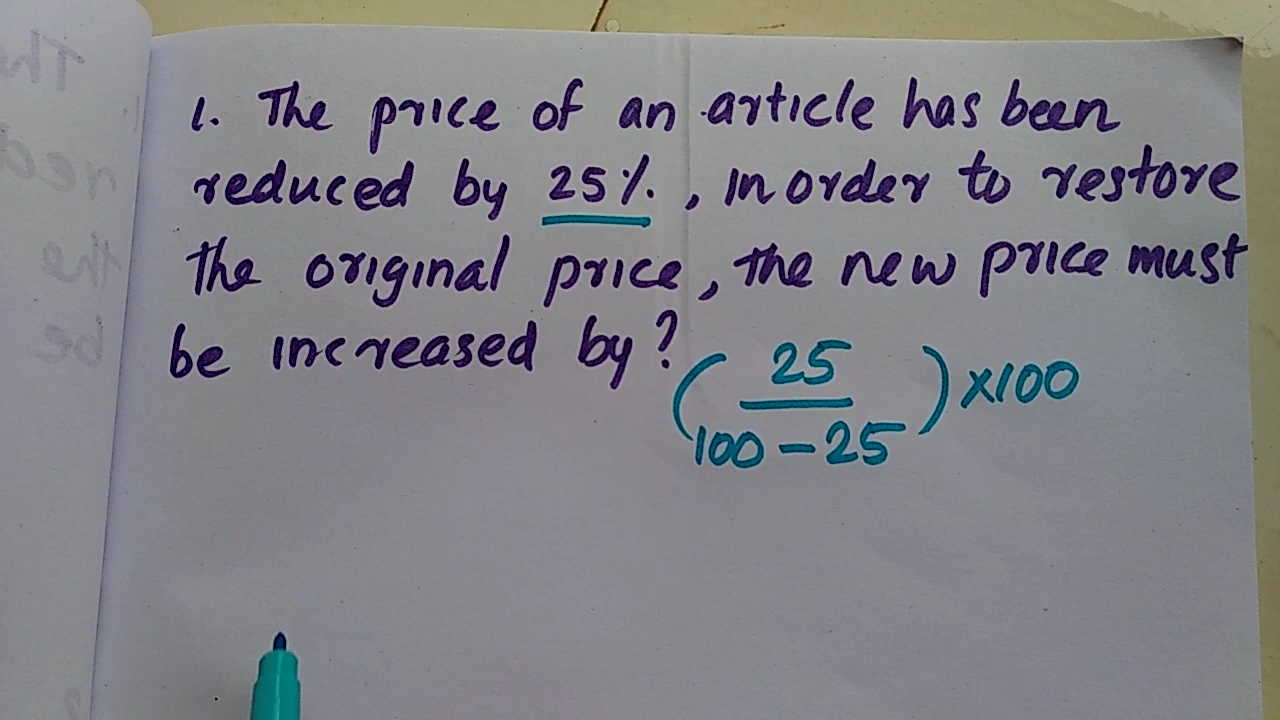 1. The price of an article has been
reduced by 25%, in order to restore
the original price, the new price must
be increased by?
(25/100-25)×100